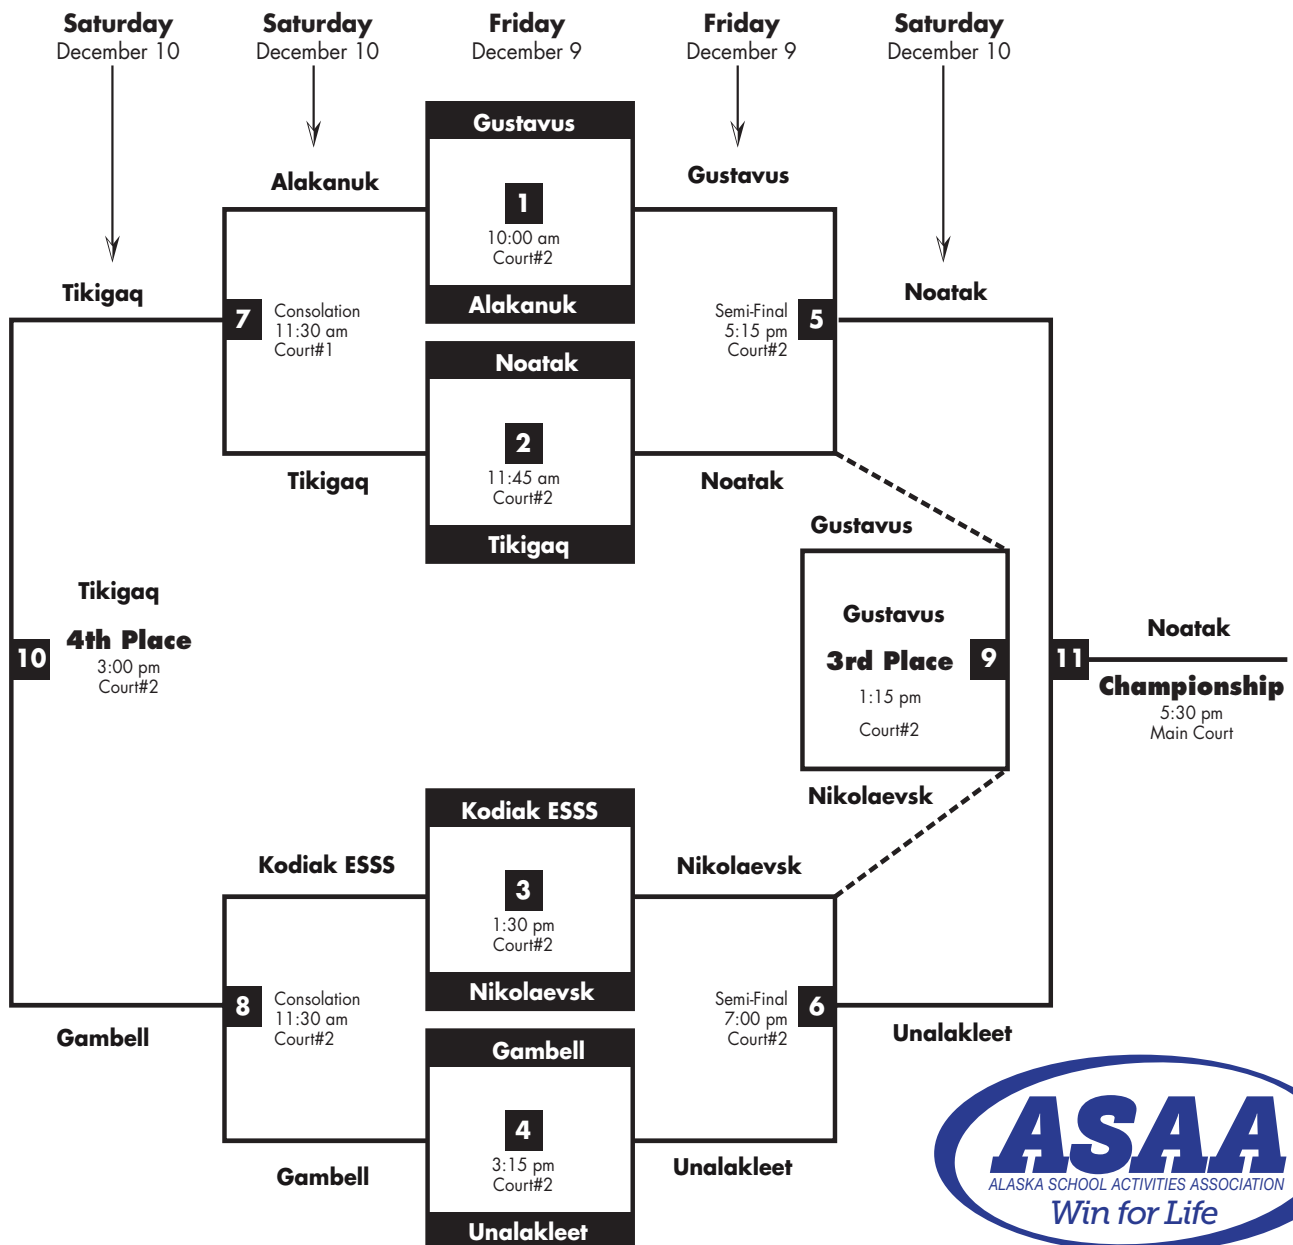 Saturday
December 10
Saturday
December 10
Friday
December 9
Friday
December 9
Saturday
December 10
Gustavus
Alakanuk
Gustavus
1
10:00 am
Court#2
Tikigaq
Noatak
Alakanuk
7
Consolation
11:30 am
Court#1
Semi-Final
5:15 pm
Court#2
5
Noatak
2
11:45 am
Court#2
Tikigaq
Noatak
Tikigaq
Gustavus
Tikigaq
10
4th Place
3:00 pm
Court#2
Gustavus
3rd Place
9
1:15 pm
Court#2
11
Noatak
Championship
5:30 pm
Main Court
Nikolaevsk
Kodiak ESSS
Kodiak ESSS
Nikolaevsk
3
1:30 pm
Court#2
Nikolaevsk
8
Consolation
11:30 am
Court#2
Semi-Final
7:00 pm
Court#2
6
Gambell
Unalakleet
Gambell
4
3:15 pm
Court#2
Gambell
Unalakleet
Unalakleet
ASAA
ALASKA SCHOOL ACTIVITIES ASSOCIATION
Win for Life